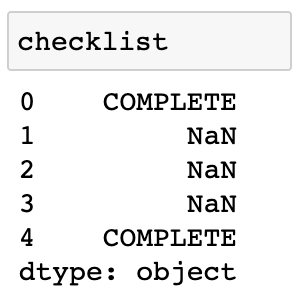 checklist
0 COMPLETE
1 NaN
2 NaN
3 NaN
4 COMPLETE
dtype: object